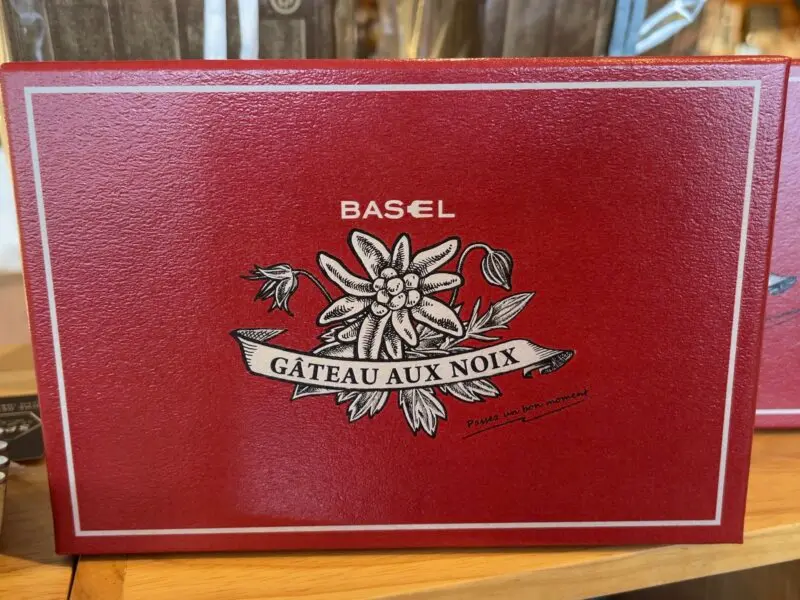 BASEL
GÂTEAU AUX NOIX
Passez un bon moment